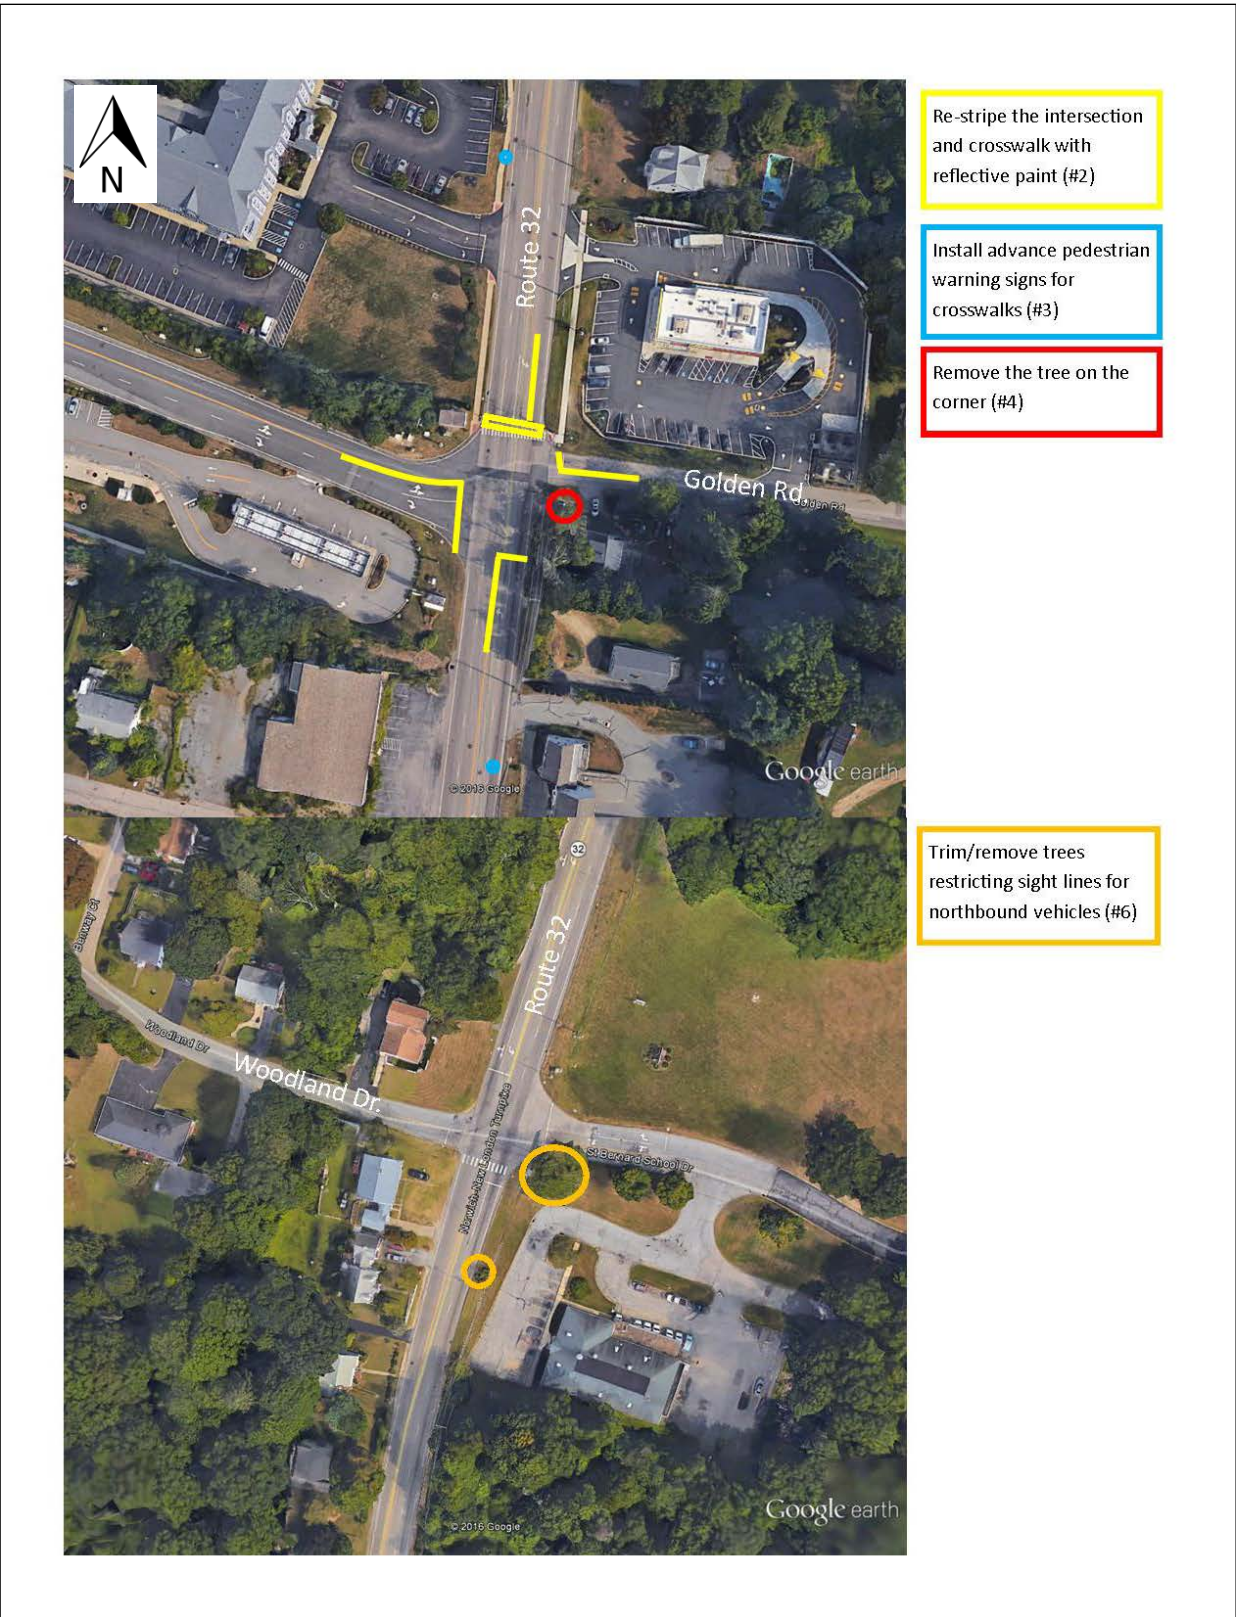 N
Route 32
Golden Rd.
Golden Rd
Google earth
© 2016 Google
Re-stripe the intersection
and crosswalk with
reflective paint (#2)
Install advance pedestrian
warning signs for
crosswalks (#3)
Remove the tree on the
corner (#4)
32
Route 32
Benway Ct
Woodland Dr
Woodland Dr.
Norwich-New London Turnpike
St Bernard School Dr
Google earth
© 2016 Google
Trim/remove trees
restricting sight lines for
northbound vehicles (#6)